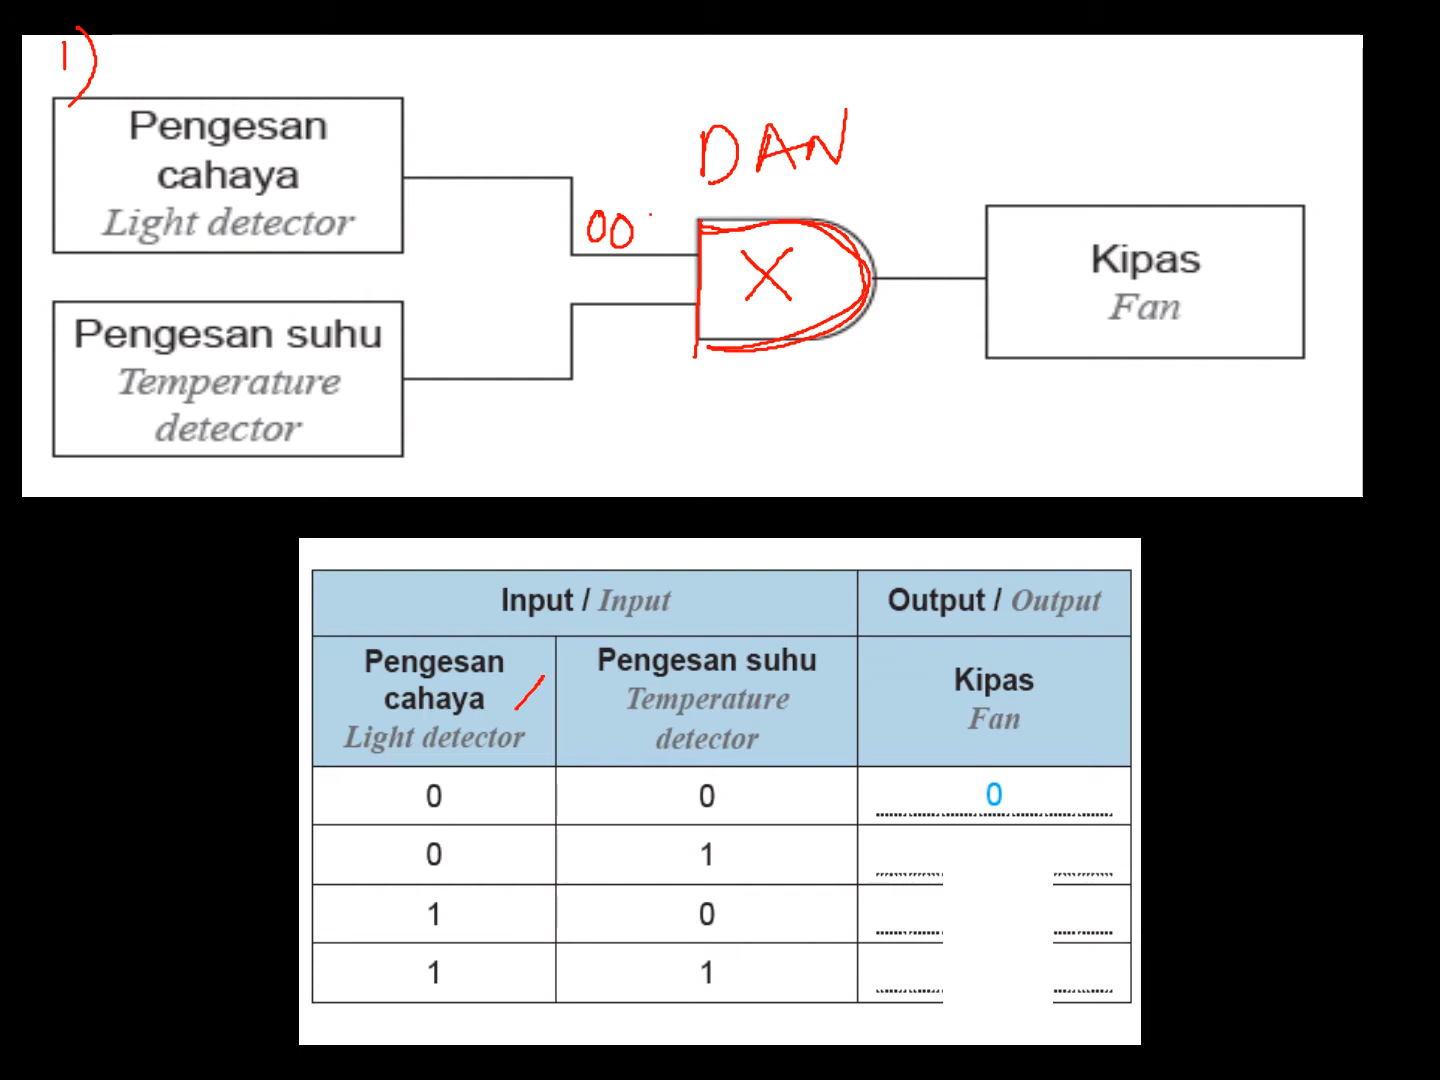 1)
Pengesan
cahaya
Light detector
Pengesan suhu
Temperature
detector
00
DAN
X
Kipas
Fan
Input / Input
Output / Output
Pengesan
cahaya
Light detector
Pengesan suhu
Temperature
detector
Kipas
Fan
0 0 0
0 1
1 0
1 1